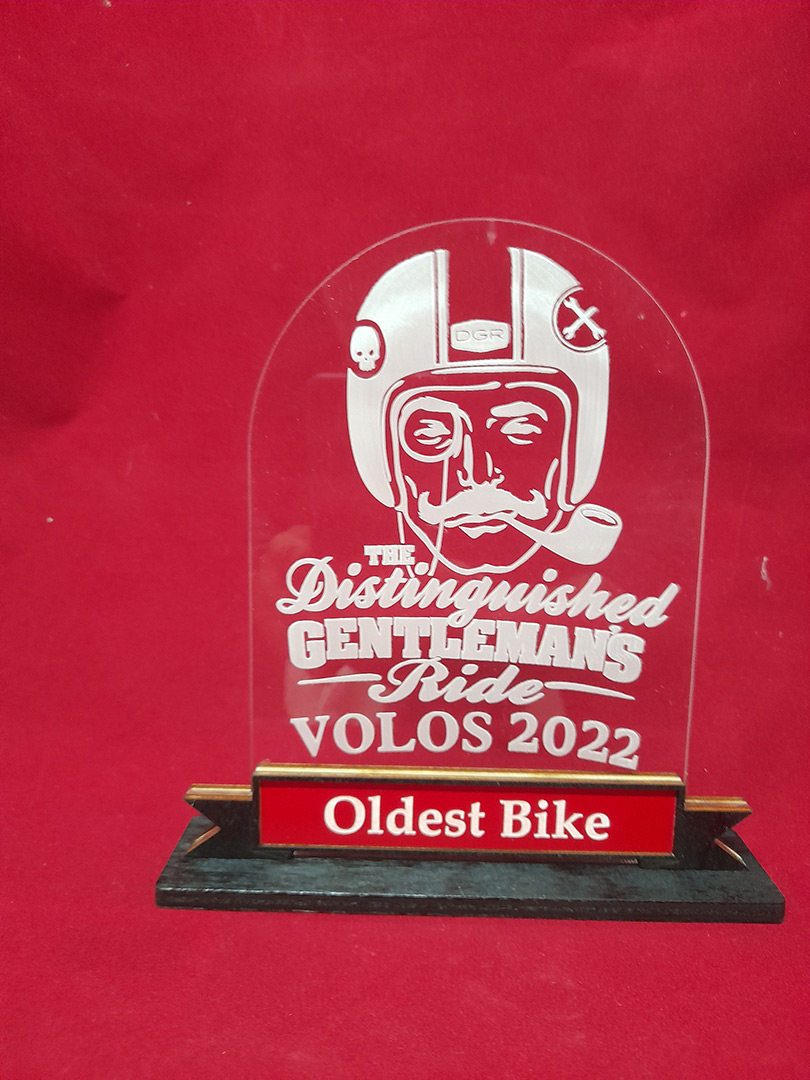 DGR
THE
Distinguished
GENTLEMAN'S
Ride
VOLOS 2022
Oldest Bike